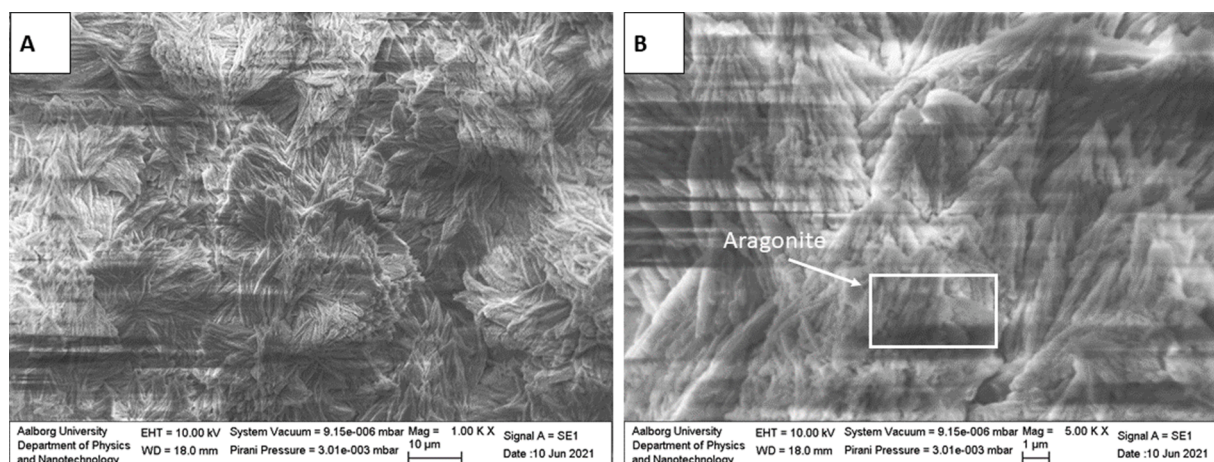 A
B
Aragonite
Aalborg University
Department of Physics
and Nanotechnology
EHT = 10.00 kV
WD = 18.0 mm
System Vacuum = 9.15e-006 mbar
Pirani Pressure = 3.01e-003 mbar
Mag = 1.00 K X
10 µm
Signal A = SE1
Date :10 Jun 2021
Aalborg University
Department of Physics
and Nanotechnology
EHT = 10.00 kV
WD = 18.0 mm
System Vacuum = 9.15e-006 mbar
Pirani Pressure = 3.01e-003 mbar
Mag = 5.00 K X
1 µm
Signal A = SE1
Date :10 Jun 2021